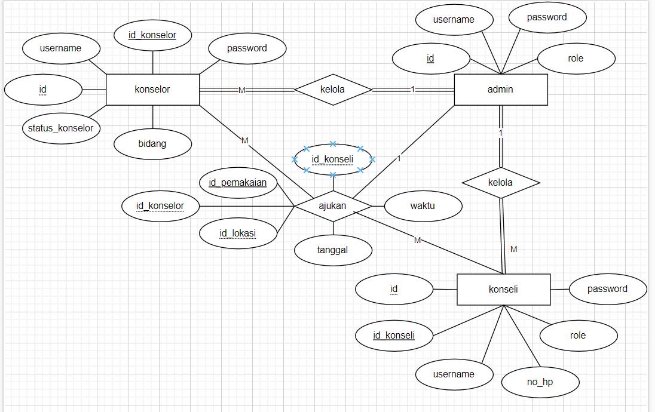 username
password
id_konselor
username
password
id
role
id
konselor
M
kelola
1
admin
status_konselor
bidang
M
1
1
id_konseli
id_pemakaian
kelola
id_konselor
ajukan
waktu
id_lokasi
tanggal
M
M
id
konseli
password
id_konseli
role
username
no_hp